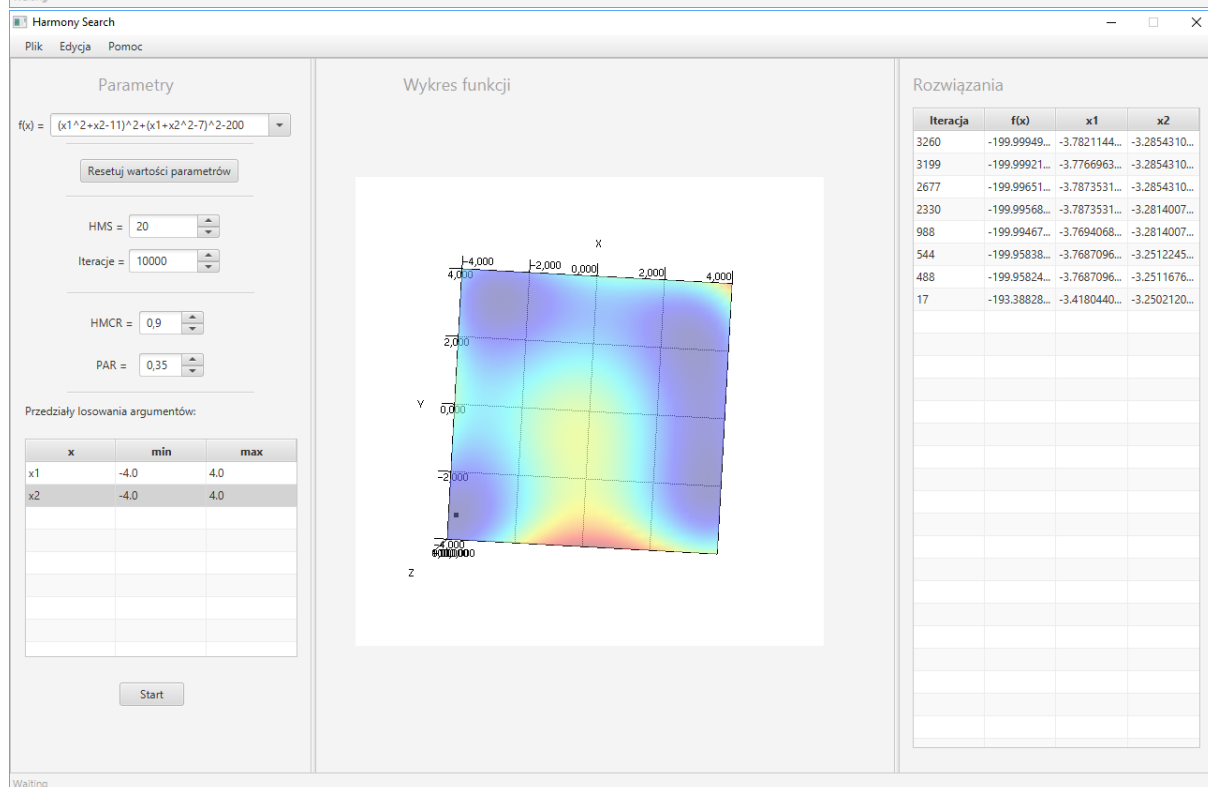 Harmony Search
Plik Edycja Pomoc
Parametry
f(x) = (x1^2+x2-11)^2+(x1+x2^2-7)^2-200
Resetuj wartości parametrów
HMS = 20
Iteracje = 10000
HMCR = 0,9
PAR = 0,35
Przedziały losowania argumentów:
x min max
x1 -4.0 4.0
x2 -4.0 4.0
Start
Wykres funkcji
X
-4,000 -2,000 0,000 2,000 4,000
4,000
2,000
Y 0,000
-2,000
-4,000
Z
Rozwiązania
Iteracja f(x) x1 x2
3260 -199.99949... -3.7821144... -3.2854310...
3199 -199.99921... -3.7766963... -3.2854310...
2677 -199.99651... -3.7873531... -3.2854310...
2330 -199.99568... -3.7873531... -3.2814007...
988 -199.99467... -3.7694068... -3.2814007...
544 -199.95838... -3.7687096... -3.2512245...
488 -199.95824... -3.7687096... -3.2511676...
17 -193.38828... -3.4180440... -3.2502120...
Waiting